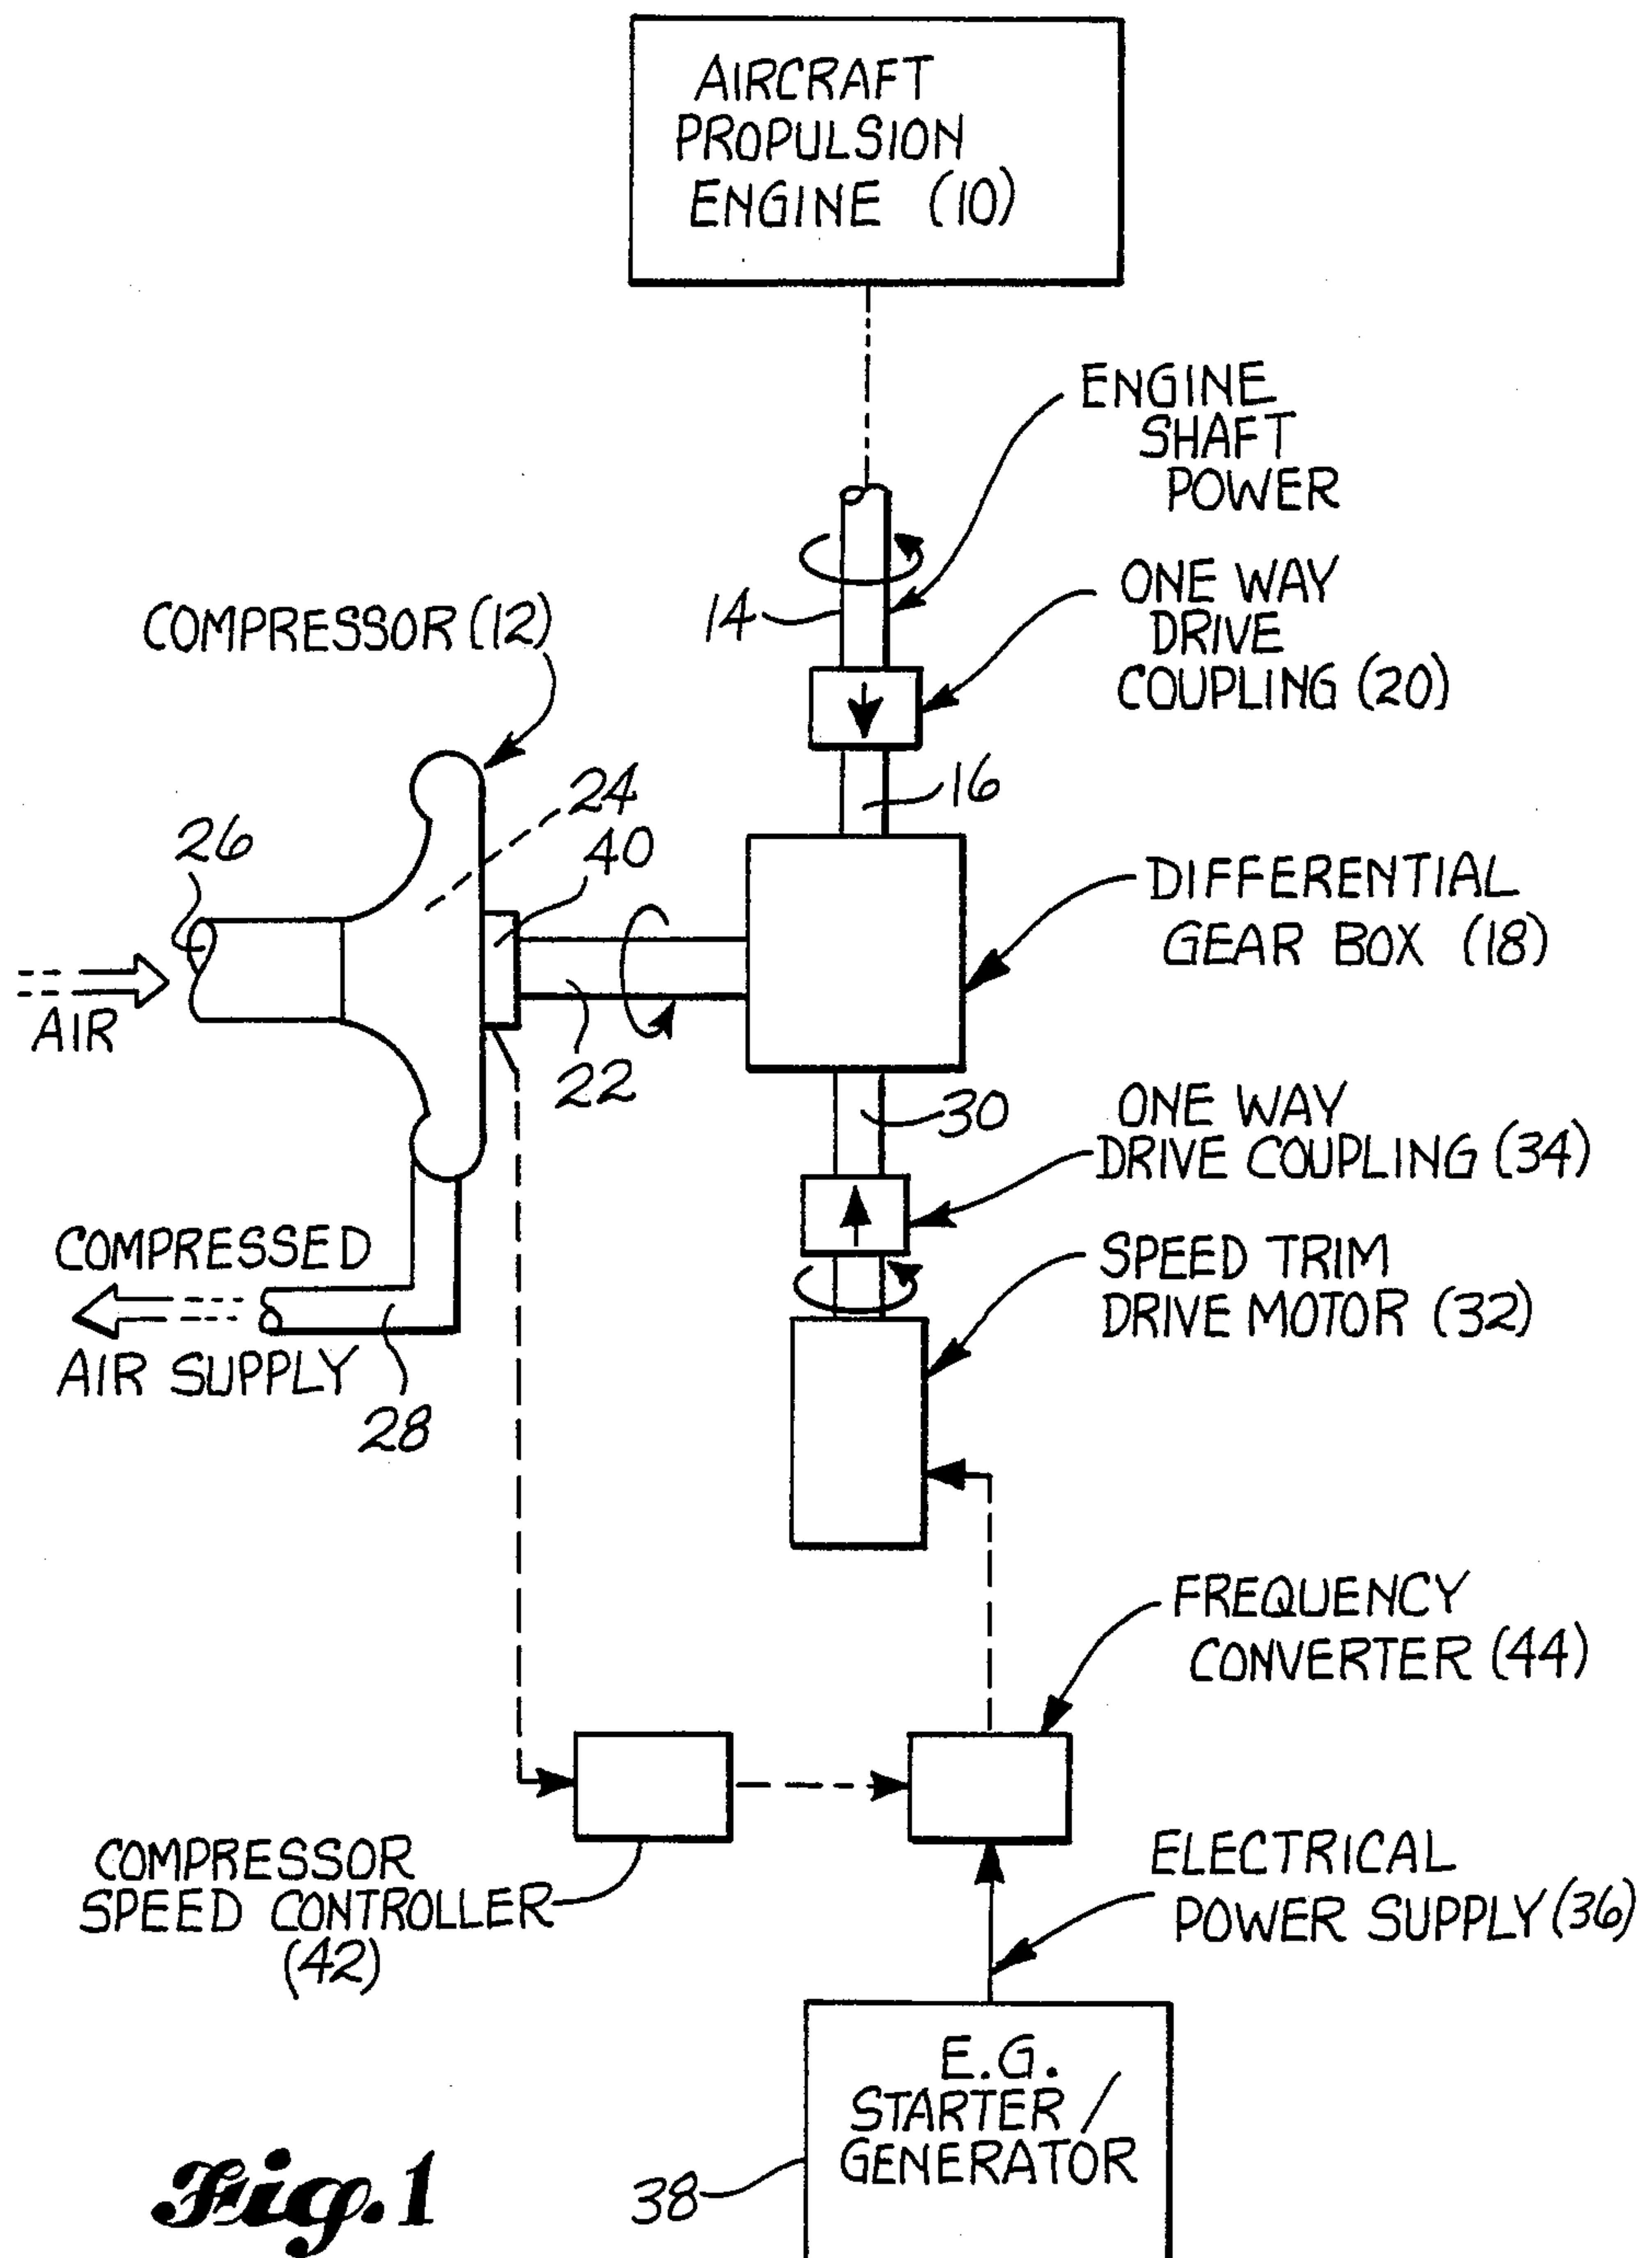 AIRCRAFT
PROPULSION
ENGINE (10)
ENGINE
SHAFT
POWER
14
ONE WAY
DRIVE
COUPLING (20)
COMPRESSOR (12)
16
24
40
26
DIFFERENTIAL
GEAR BOX (18)
AIR
22
30
ONE WAY
DRIVE COUPLING (34)
COMPRESSED
AIR SUPPLY
28
SPEED TRIM
DRIVE MOTOR (32)
FREQUENCY
CONVERTER (44)
COMPRESSOR
SPEED CONTROLLER
(42)
ELECTRICAL
POWER SUPPLY (36)
E.G.
STARTER /
GENERATOR
38
Fig. 1